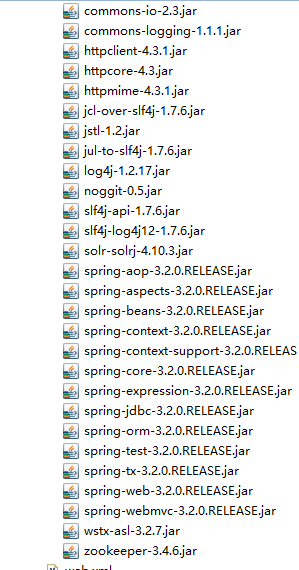 commons-io-2.3.jar
commons-logging-1.1.1.jar
httpclient-4.3.1.jar
httpcore-4.3.jar
httpmime-4.3.1.jar
jcl-over-slf4j-1.7.6.jar
jstl-1.2.jar
jul-to-slf4j-1.7.6.jar
log4j-1.2.17.jar
noggit-0.5.jar
slf4j-api-1.7.6.jar
slf4j-log4j12-1.7.6.jar
solr-solrj-4.10.3.jar
spring-aop-3.2.0.RELEASE.jar
spring-aspects-3.2.0.RELEASE.jar
spring-beans-3.2.0.RELEASE.jar
spring-context-3.2.0.RELEASE.jar
spring-context-support-3.2.0.RELEAS
spring-core-3.2.0.RELEASE.jar
spring-expression-3.2.0.RELEASE.jar
spring-jdbc-3.2.0.RELEASE.jar
spring-orm-3.2.0.RELEASE.jar
spring-test-3.2.0.RELEASE.jar
spring-tx-3.2.0.RELEASE.jar
spring-web-3.2.0.RELEASE.jar
spring-webmvc-3.2.0.RELEASE.jar
wstx-asl-3.2.7.jar
zookeeper-3.4.6.jar
web.xml